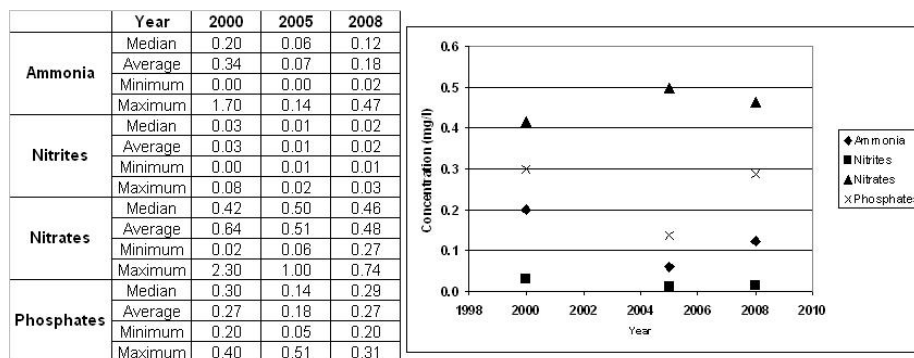 Year 2000 2005 2008
Ammonia
Median 0.20 0.06 0.12
Average 0.34 0.07 0.18
Minimum 0.00 0.00 0.02
Maximum 1.70 0.14 0.47
Nitrites
Median 0.03 0.01 0.02
Average 0.03 0.01 0.02
Minimum 0.00 0.01 0.01
Maximum 0.08 0.02 0.03
Nitrates
Median 0.42 0.50 0.46
Average 0.64 0.51 0.48
Minimum 0.02 0.06 0.27
Maximum 2.30 1.00 0.74
Phosphates
Median 0.30 0.14 0.29
Average 0.27 0.18 0.27
Minimum 0.20 0.05 0.20
Maximum 0.40 0.51 0.31
Concentration (mg/l)
0.6
0.5
0.4
0.3
0.2
0.1
0.0
1998 2000 2002 2004 2006 2008 2010
Year
Ammonia
Nitrites
Nitrates
Phosphates